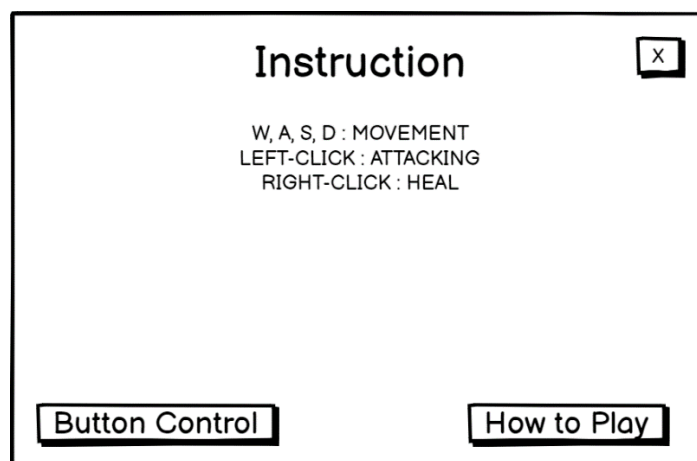 Instruction
X
W, A, S, D : MOVEMENT
LEFT-CLICK : ATTACKING
RIGHT-CLICK : HEAL
Button Control
How to Play